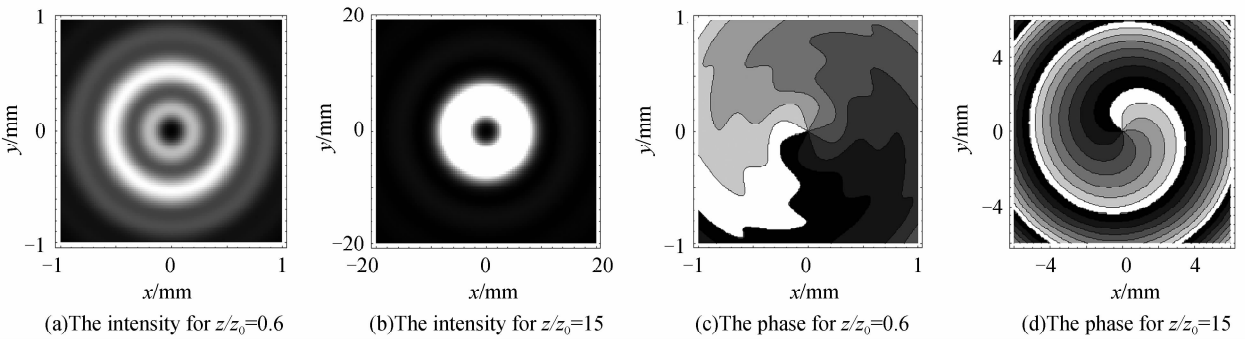 1
0
−1
−1 0 1
y/mm
x/mm
(a)The intensity for z/z0=0.6
20
0
−20
−20 0 20
y/mm
x/mm
(b)The intensity for z/z0=15
1
0
1
−1 0 1
y/mm
x/mm
(c)The phase for z/z0=0.6
4
0
−4
−4 0 4
y/mm
x/mm
(d)The phase for z/z0=15